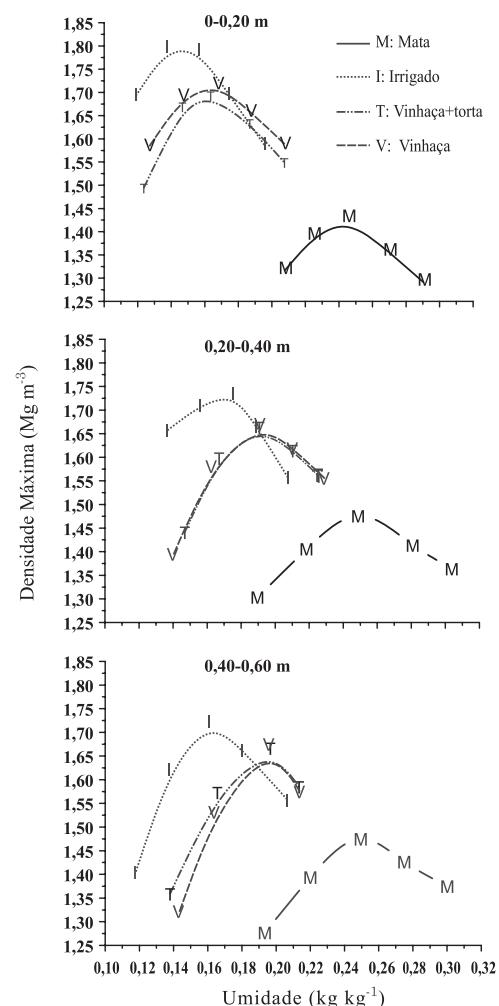 0-0,20 m
1,85
1,80
1,75
1,70
1,65
1,60
1,55
1,50
1,45
1,40
1,35
1,30
1,25
M: Mata
I: Irrigado
T: Vinhaça+torta
V: Vinhaça
I I I I I
V V V V V
T T T T T
M M M M M
0,20-0,40 m
1,85
1,80
1,75
1,70
1,65
1,60
1,55
1,50
1,45
1,40
1,35
1,30
1,25
I I I I I
V V V V V
T T T T T
M M M M M
Densidade Máxima (Mg m-3)
0,40-0,60 m
1,85
1,80
1,75
1,70
1,65
1,60
1,55
1,50
1,45
1,40
1,35
1,30
1,25
I I I I I
V V V V
T T T T
M M M M M
0,10 0,12 0,14 0,16 0,18 0,20 0,22 0,24 0,26 0,28 0,30 0,32
Umidade (kg kg-1)